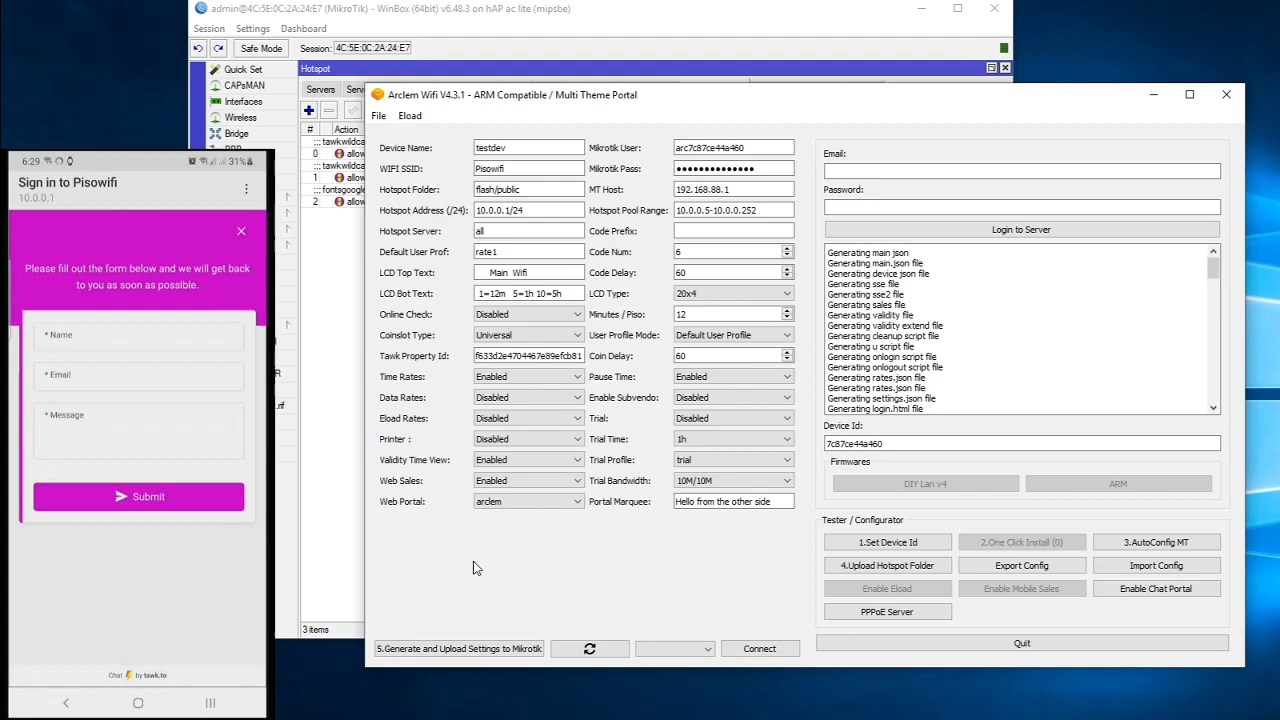 admin@4C:5E:0C:2A:24:E7 (MikroTik) - WinBox (64bit) v6.48.3 on hAP ac lite (mipsbe)
Session Settings Dashboard
Safe Mode Session: 4C:5E:0C:2A:24:E7
Quick Set
CAPsMAN
Interfaces
Wireless
Bridge
PPP
Hotspot
Servers
# Action
::: tawkwildca
0 allow
::: tawkwildca
1 allow
::: fontsgoogle
2 allow
3 items
6:29 31%
Sign in to Pisowifi
10.0.0.1
Please fill out the form below and we will get back
to you as soon as possible.
* Name
* Email
* Message
Submit
Chat by tawk.to
Arclem Wifi V4.3.1 - ARM Compatible / Multi Theme Portal
File Eload
Device Name: testdev Mikrotik User: arc7c87ce44a460
WIFI SSID: Pisowifi Mikrotik Pass: ••••••••••••••
Hotspot Folder: flash/public MT Host: 192.168.88.1
Hotspot Address (/24): 10.0.0.1/24 Hotspot Pool Range: 10.0.0.5-10.0.0.252
Hotspot Server: all Code Prefix:
Default User Prof: rate1 Code Num: 6
LCD Top Text: Main Wifi Code Delay: 60
LCD Bot Text: 1=12m 5=1h 10=5h LCD Type: 20x4
Online Check: Disabled Minutes / Piso: 12
Coinslot Type: Universal User Profile Mode: Default User Profile
Tawk Property Id: f633d2e4704467e89efcb81 Coin Delay: 60
Time Rates: Enabled Pause Time: Enabled
Data Rates: Disabled Enable Subvendo: Disabled
Eload Rates: Disabled Trial: Disabled
Printer : Disabled Trial Time: 1h
Validity Time View: Enabled Trial Profile: trial
Web Sales: Enabled Trial Bandwidth: 10M/10M
Web Portal: arclem Portal Marquee: Hello from the other side
5.Generate and Upload Settings to Mikrotik Connect
Email:
Password:
Login to Server
Generating main json
Generating main.json file
Generating device json file
Generating sse file
Generating sse2 file
Generating sales file
Generating validity file
Generating validity extend file
Generating cleanup script file
Generating u script file
Generating onlogin script file
Generating onlogout script file
Generating rates.json file
Generating rates.json file
Generating settings.json file
Generating login.html file
Device Id:
7c87ce44a460
Firmwares
DIY Lan v4 ARM
Tester / Configurator
1.Set Device Id 2.One Click Install (0) 3.AutoConfig MT
4.Upload Hotspot Folder Export Config Import Config
Enable Eload Enable Mobile Sales Enable Chat Portal
PPPoE Server
Quit